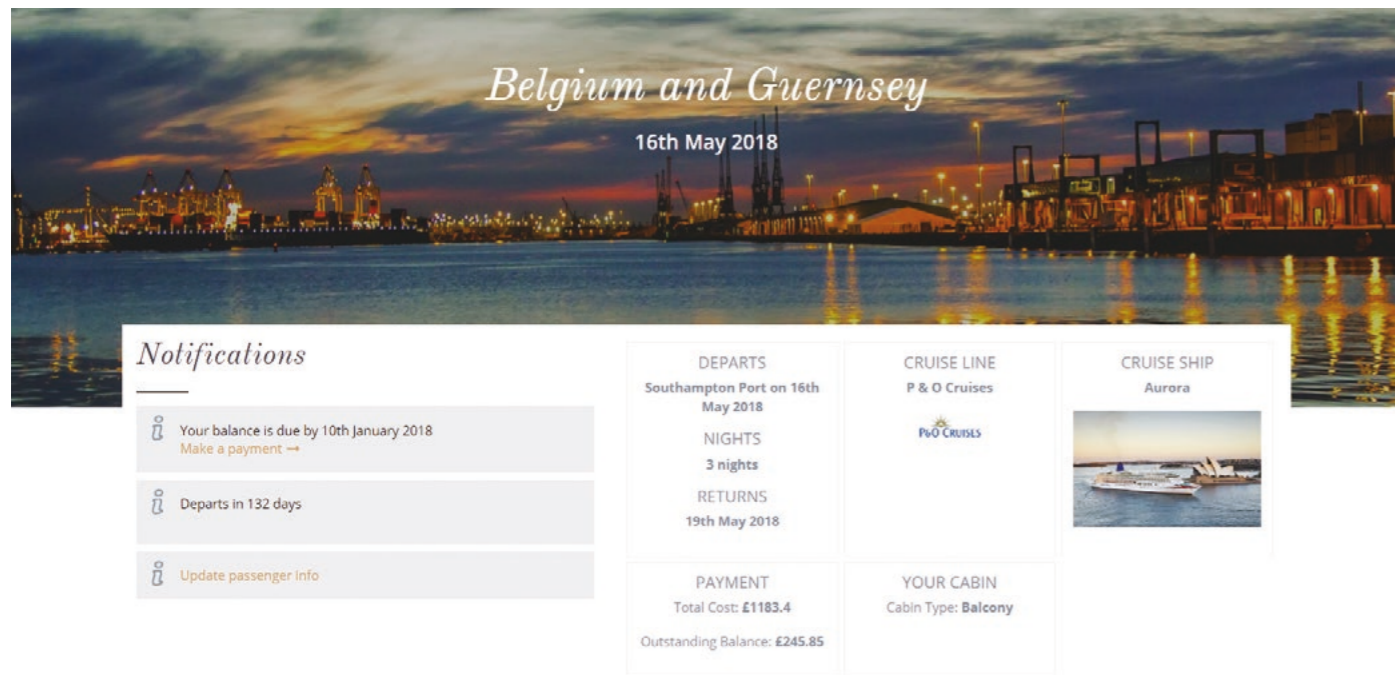 Belgium and Guernsey
16th May 2018
Notifications
Your balance is due by 10th January 2018
Make a payment →
Departs in 132 days
Update passenger info
DEPARTS
Southampton Port on 16th
May 2018
NIGHTS
3 nights
RETURNS
19th May 2018
CRUISE LINE
P & O Cruises
P&O CRUISES
CRUISE SHIP
Aurora
PAYMENT
Total Cost: £1183.4
Outstanding Balance: £245.85
YOUR CABIN
Cabin Type: Balcony